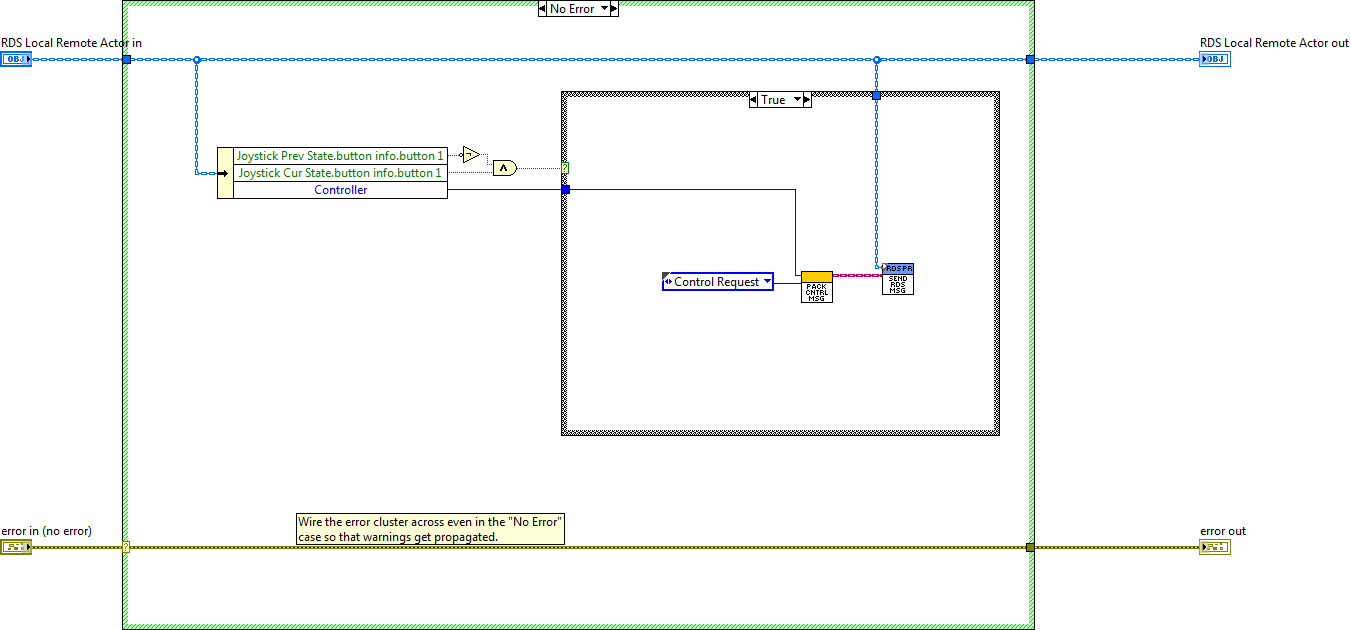 No Error
RDS Local Remote Actor in
RDS Local Remote Actor out
OBJ
OBJ
True
Joystick Prev State.button info.button 1
Joystick Cur State.button info.button 1
Controller
?
Control Request
PACK
CNTRL
MSG
RDS PR
SEND
RDS
MSG
Wire the error cluster across even in the "No Error"
case so that warnings get propagated.
error in (no error)
error out
?